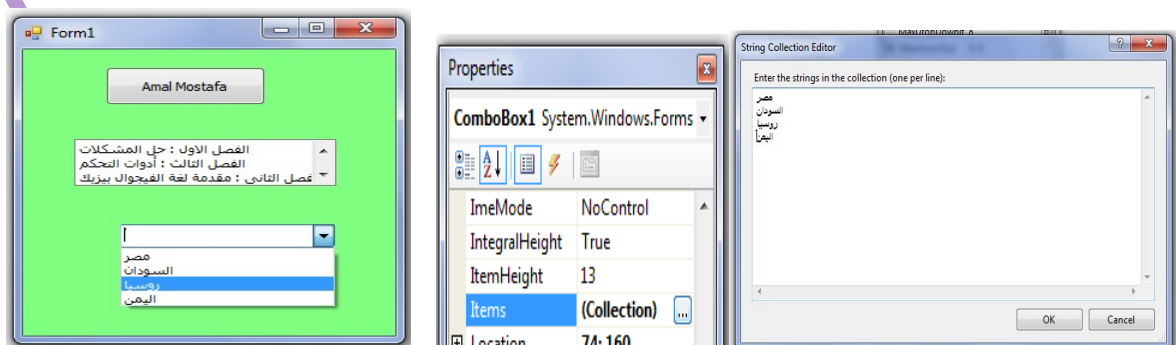 Form1
Amal Mostafa
الفصل الاول : حل المشكلات
الفصل الثالث : أدوات التحكم
فصل الثانى : مقدمة لغة الفيجوال بيزيك
مصر
السودان
روسيا
اليمن
Properties
ComboBox1 System.Windows.Forms
ImeMode NoControl
IntegralHeight True
ItemHeight 13
Items (Collection) ...
Location 74; 160
String Collection Editor
Enter the strings in the collection (one per line):
مصر
السودان
روسيا
اليمن
OK Cancel